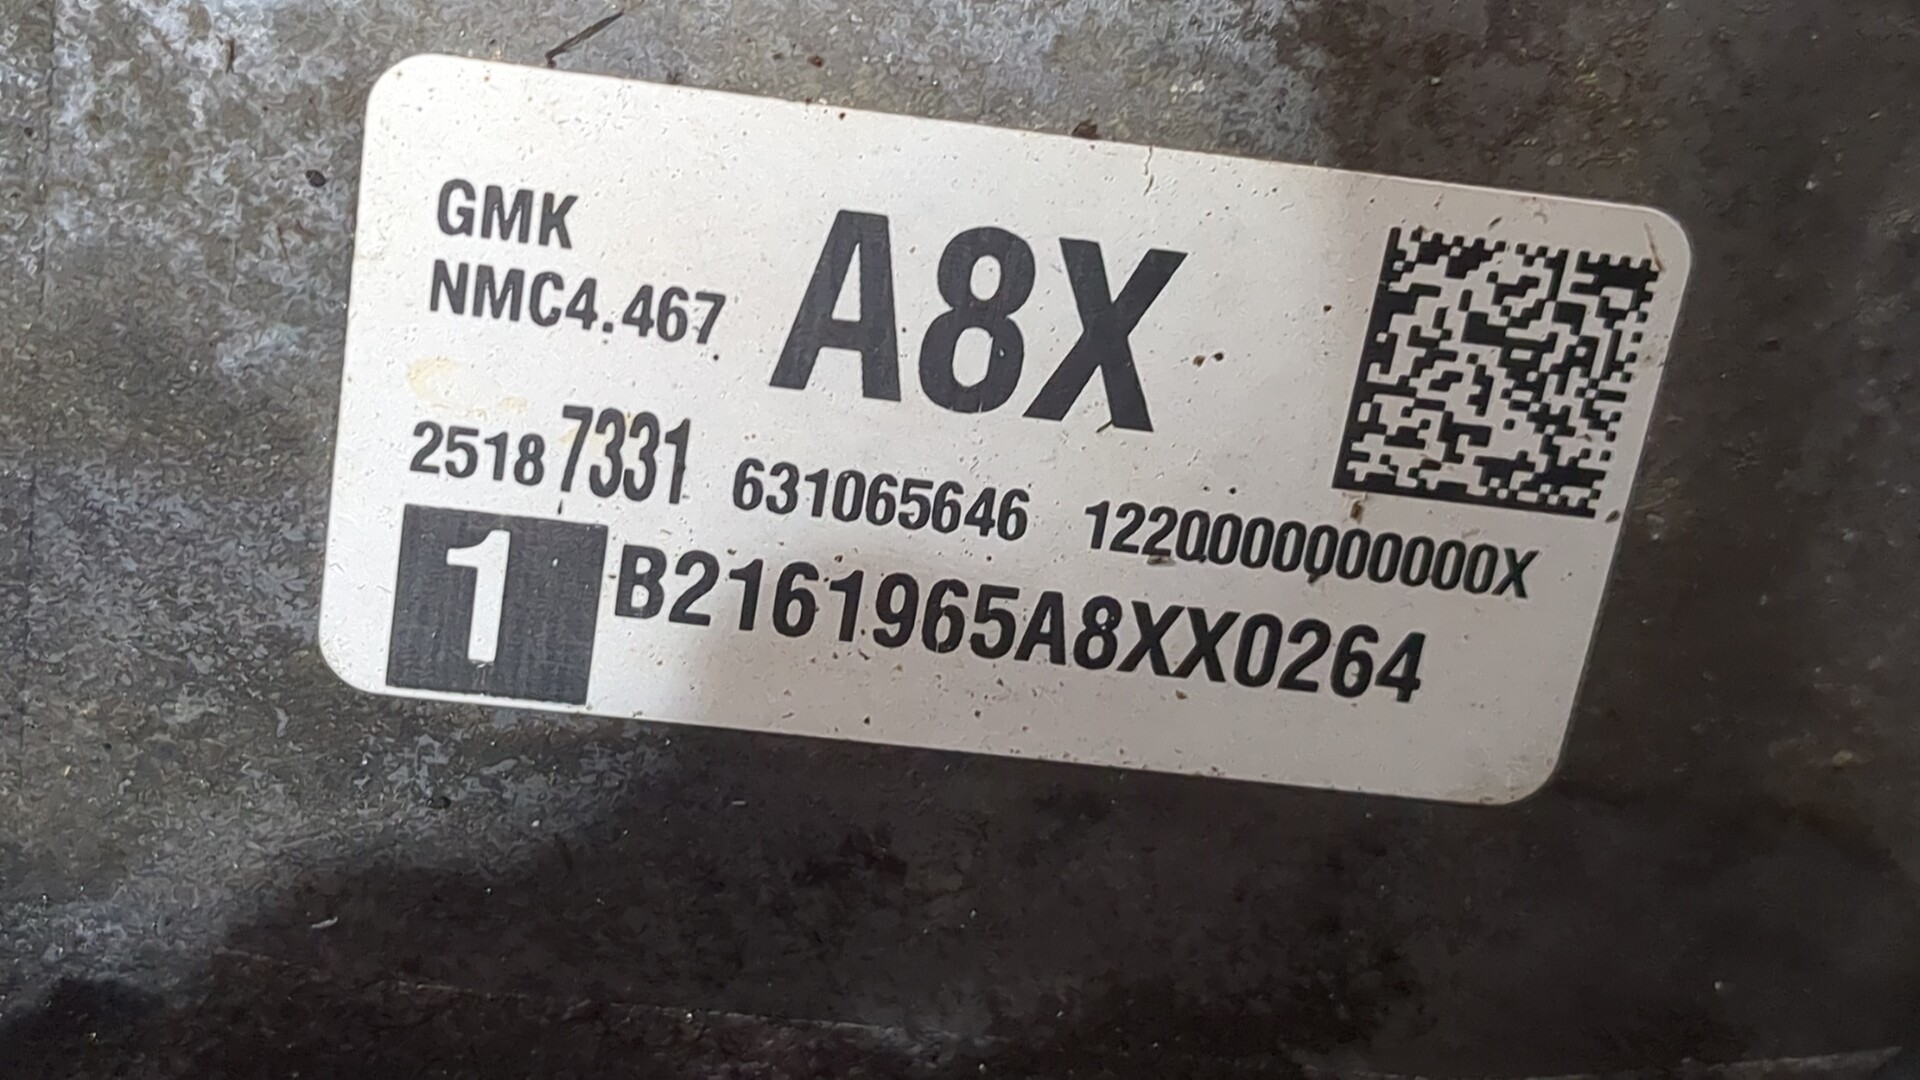 GMK
NMC4.467
A8X
25187331 631065646 1220000000000X
1 B2161965A8XX0264